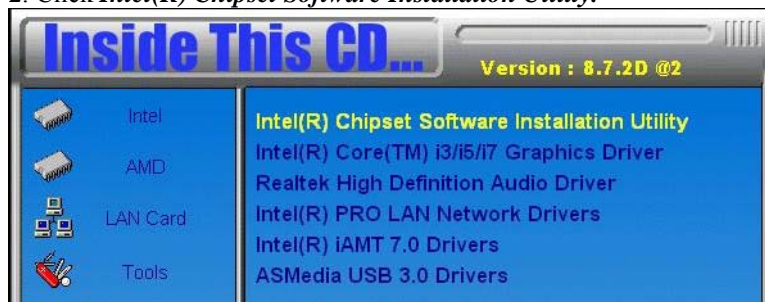 2. Click Intel(R) Chipset Software Installation Utility.
Inside This CD...
Version : 8.7.2D @2
Intel
AMD
LAN Card
Tools
Intel(R) Chipset Software Installation Utility
Intel(R) Core(TM) i3/i5/i7 Graphics Driver
Realtek High Definition Audio Driver
Intel(R) PRO LAN Network Drivers
Intel(R) iAMT 7.0 Drivers
ASMedia USB 3.0 Drivers